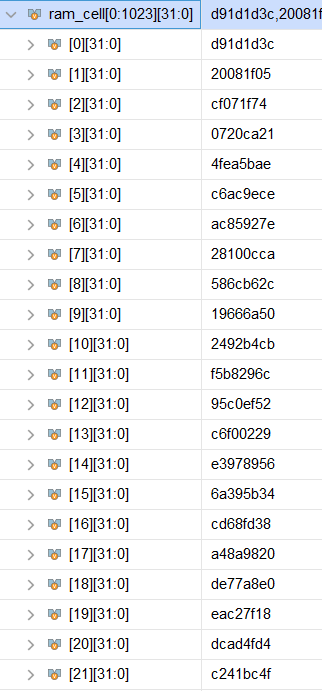 ram_cell[0:1023][31:0] d91d1d3c,20081f
[0][31:0] d91d1d3c
[1][31:0] 20081f05
[2][31:0] cf071f74
[3][31:0] 0720ca21
[4][31:0] 4fea5bae
[5][31:0] c6ac9ece
[6][31:0] ac85927e
[7][31:0] 28100cca
[8][31:0] 586cb62c
[9][31:0] 19666a50
[10][31:0] 2492b4cb
[11][31:0] f5b8296c
[12][31:0] 95c0ef52
[13][31:0] c6f00229
[14][31:0] e3978956
[15][31:0] 6a395b34
[16][31:0] cd68fd38
[17][31:0] a48a9820
[18][31:0] de77a8e0
[19][31:0] eac27f18
[20][31:0] dcad4fd4
[21][31:0] c241bc4f